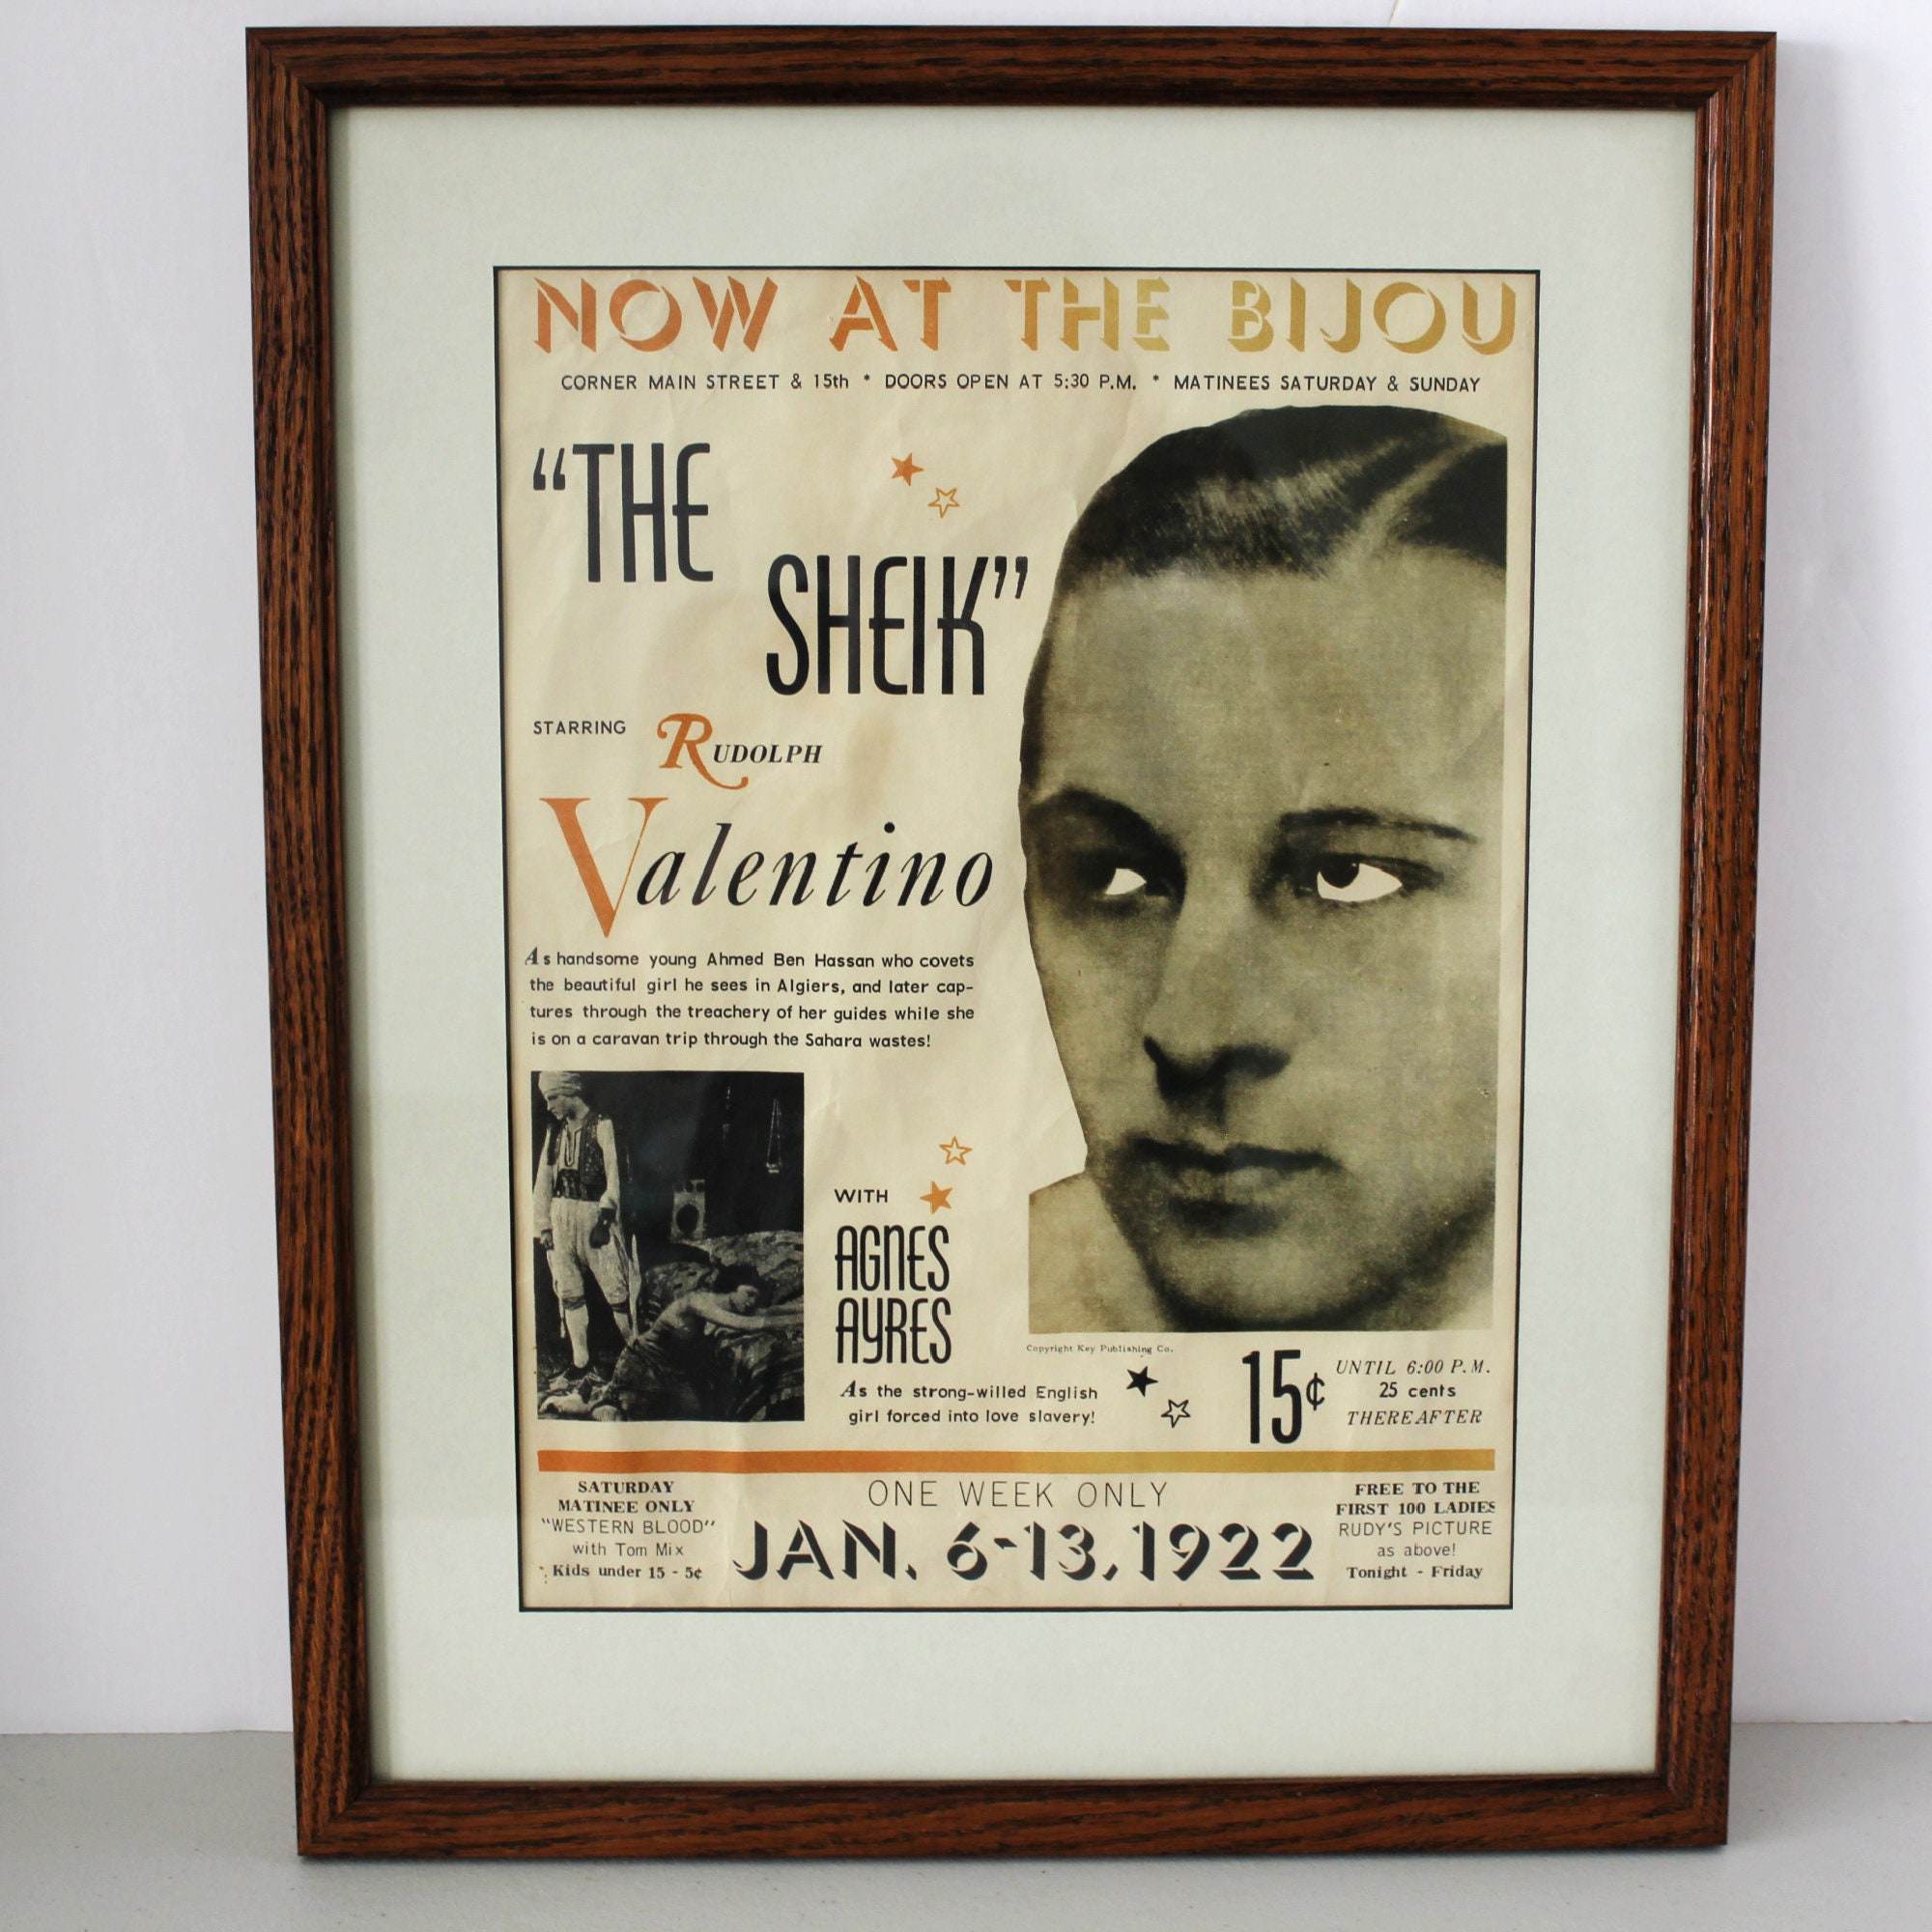 NOW AT THE BIJOU
CORNER MAIN STREET & 15th * DOORS OPEN AT 5:30 P.M. * MATINEES SATURDAY & SUNDAY
“THE
SHEIK”
STARRING RUDOLPH
Valentino
As handsome young Ahmed Ben Hassan who covets
the beautiful girl he sees in Algiers, and later cap-
tures through the treachery of her guides while she
is on a caravan trip through the Sahara wastes!
WITH
AGNES
AYRES
As the strong-willed English
girl forced into love slavery!
Copyright Key Publishing Co.
15¢ UNTIL 6:00 P.M.
25 cents
THEREAFTER
SATURDAY
MATINEE ONLY
"WESTERN BLOOD"
with Tom Mix
Kids under 15 - 5¢
ONE WEEK ONLY
JAN. 6-13, 1922
FREE TO THE
FIRST 100 LADIES
RUDY'S PICTURE
as above!
Tonight - Friday